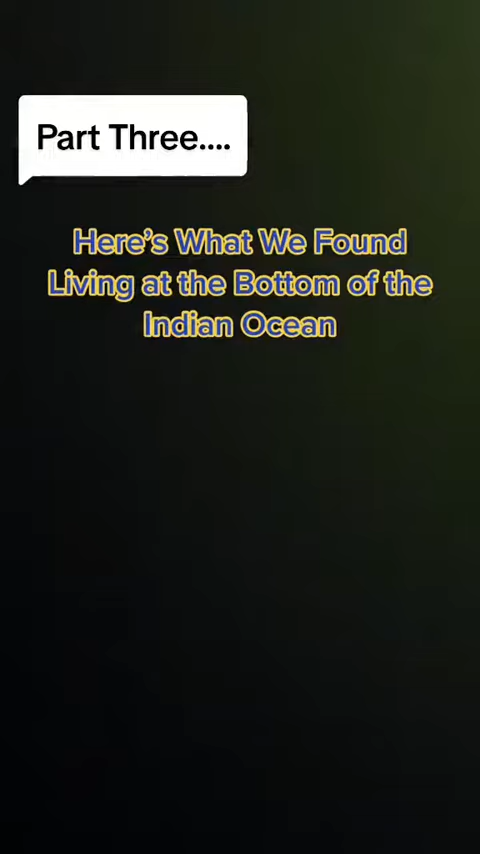 Part Three....
Here’s What We Found
Living at the Bottom of the
Indian Ocean